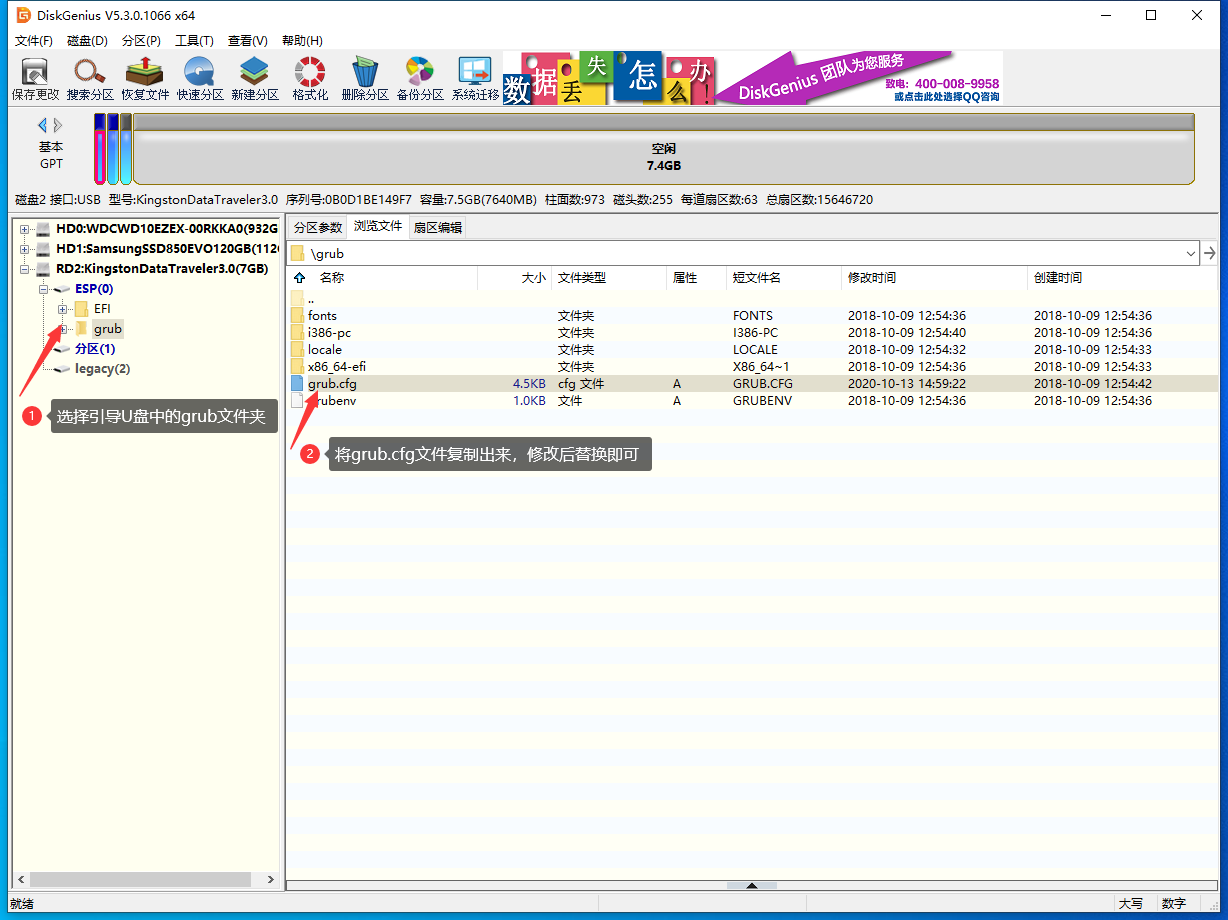 DiskGenius V5.3.0.1066 x64
文件(F) 磁盘(D) 分区(P) 工具(T) 查看(V) 帮助(H)
保存更改 搜索分区 恢复文件 快速分区 新建分区 格式化 删除分区 备份分区 系统迁移
数据丢失怎么办!
DiskGenius 团队为您服务
致电: 400-008-9958
或点击此处选择QQ咨询
基本
GPT
空闲
7.4GB
磁盘2 接口:USB 型号:KingstonDataTraveler3.0 序列号:0B0D1BE149F7 容量:7.5GB(7640MB) 柱面数:973 磁头数:255 每道扇区数:63 总扇区数:15646720
HD0:WDCWD10EZEX-00RKKA0(932G
HD1:SamsungSSD850EVO120GB(112
RD2:KingstonDataTraveler3.0(7GB)
ESP(0)
EFI
grub
分区(1)
legacy(2)
1 选择引导U盘中的grub文件夹
分区参数 浏览文件 扇区编辑
\grub
名称 大小 文件类型 属性 短文件名 修改时间 创建时间
..
fonts 文件夹 FONTS 2018-10-09 12:54:36 2018-10-09 12:54:36
i386-pc 文件夹 I386-PC 2018-10-09 12:54:40 2018-10-09 12:54:36
locale 文件夹 LOCALE 2018-10-09 12:54:32 2018-10-09 12:54:33
x86_64-efi 文件夹 X86_64~1 2018-10-09 12:54:36 2018-10-09 12:54:33
grub.cfg 4.5KB cfg 文件 A GRUB.CFG 2020-10-13 14:59:22 2018-10-09 12:54:42
grubenv 1.0KB 文件 A GRUBENV 2018-10-09 12:54:36 2018-10-09 12:54:36
2 将grub.cfg文件复制出来，修改后替换即可
就绪 大写 数字